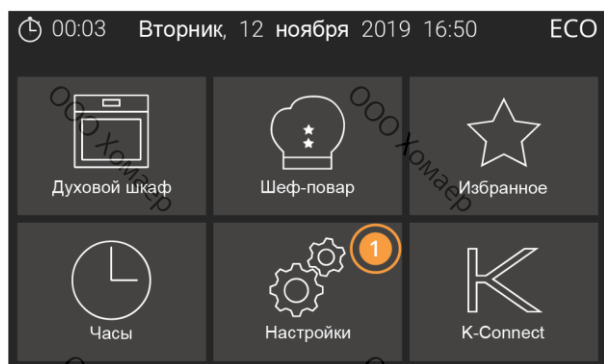 00:03 Вторник, 12 ноября 2019 16:50 ECO
ООО Хомаер
ООО Хомаер
Духовой шкаф
Шеф-повар
Избранное
1
Часы
Настройки
K-Connect